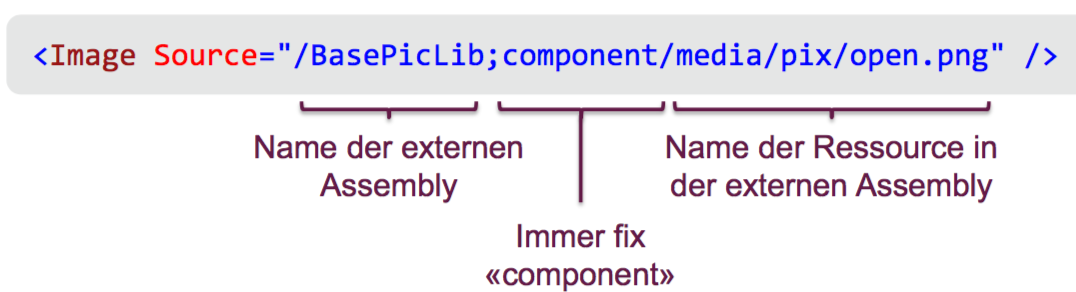 <Image Source="/BasePicLib;component/media/pix/open.png" />
Name der externen
Assembly
Immer fix
«component»
Name der Ressource in
der externen Assembly